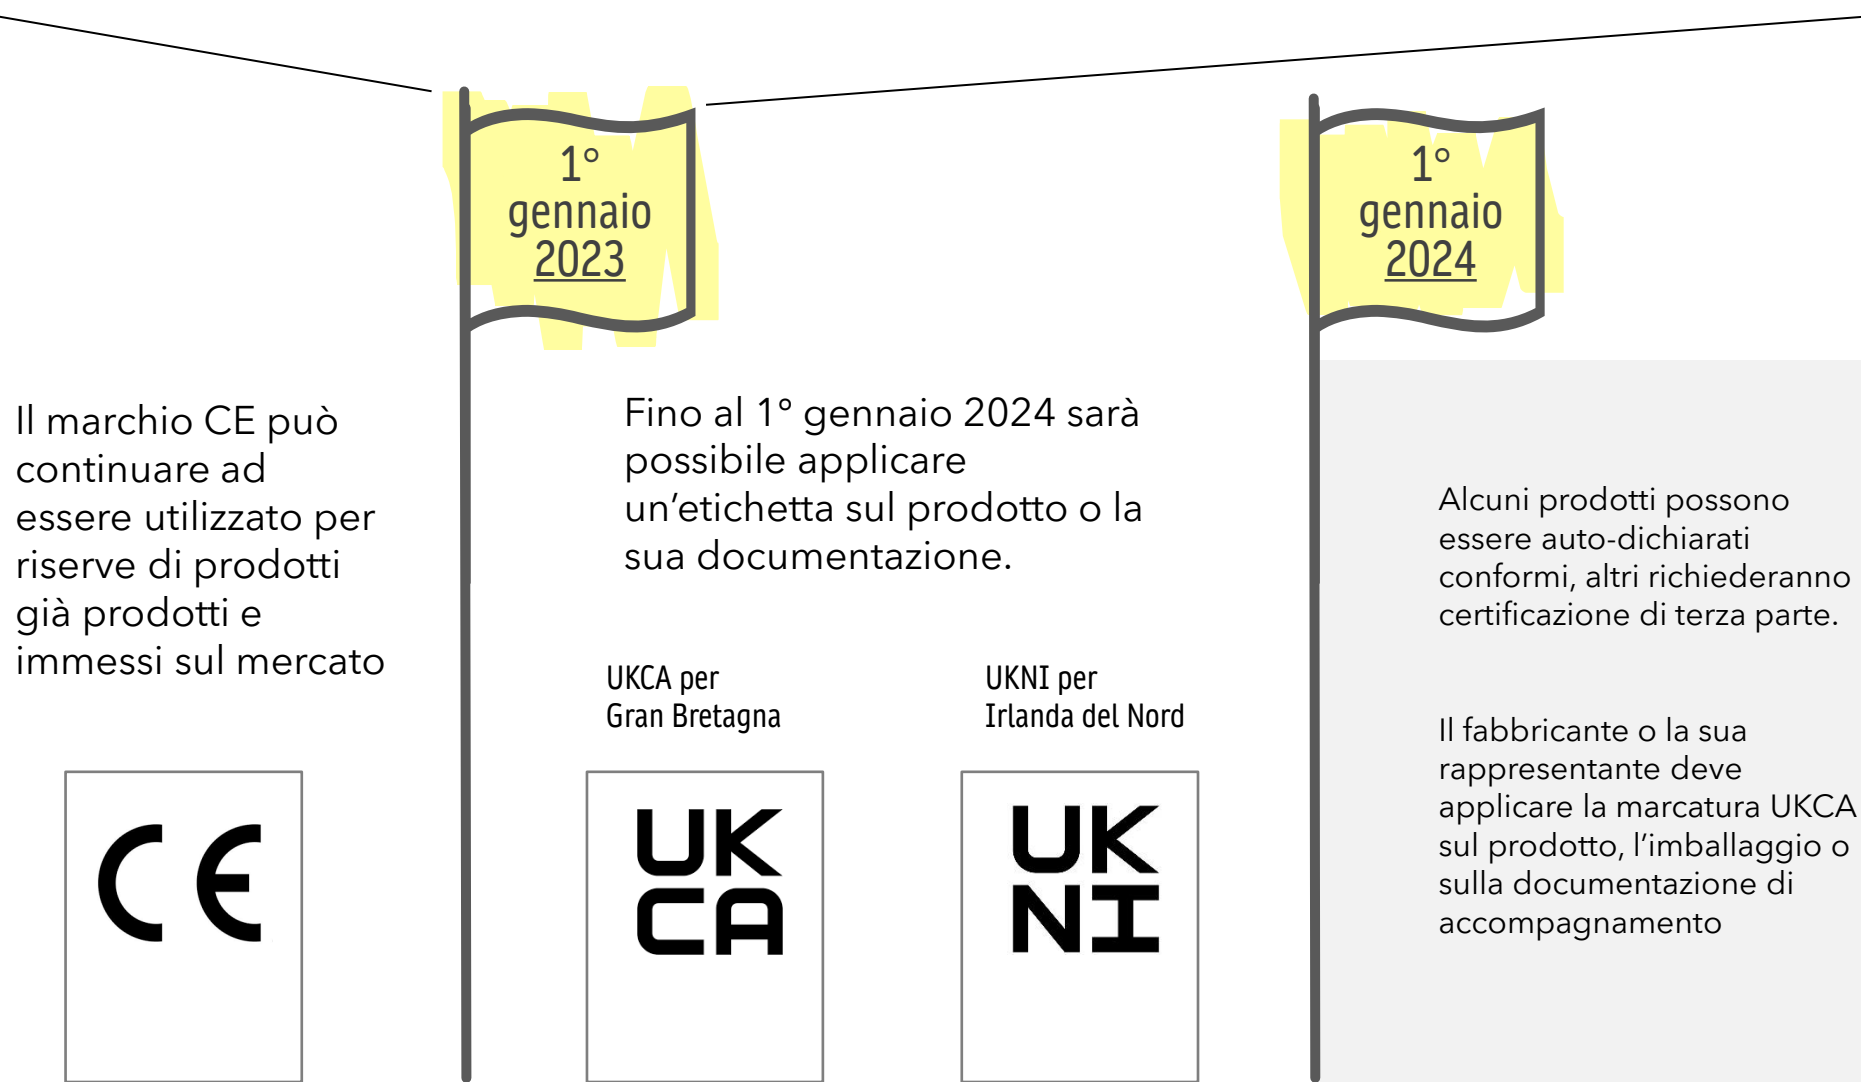 1°
gennaio
2023
1°
gennaio
2024
Il marchio CE può
continuare ad
essere utilizzato per
riserve di prodotti
già prodotti e
immessi sul mercato
CE
Fino al 1° gennaio 2024 sarà
possibile applicare
un’etichetta sul prodotto o la
sua documentazione.
UKCA per
Gran Bretagna
UK
CA
UKNI per
Irlanda del Nord
UK
NI
Alcuni prodotti possono
essere auto-dichiarati
conformi, altri richiederanno
certificazione di terza parte.
Il fabbricante o la sua
rappresentante deve
applicare la marcatura UKCA
sul prodotto, l’imballaggio o
sulla documentazione di
accompagnamento